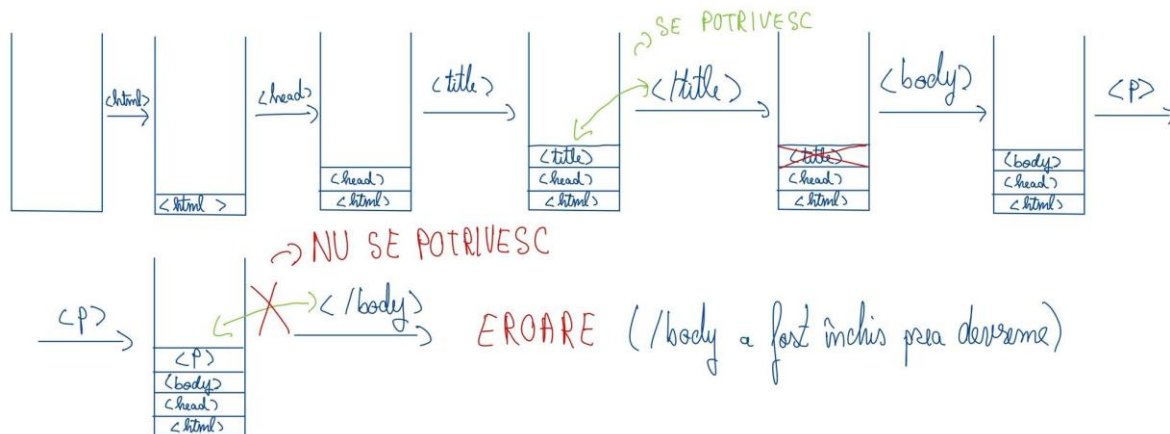 SE POTRIVESC
<html> <head> <title> </title> <body> <P>
<title> <title> <body>
<head> <head> <head> <head>
<html> <html> <html> <html> <html>
NU SE POTRIVESC
<P> </body> EROARE (/body a fost închis prea devreme)
<P>
<body>
<head>
<html>